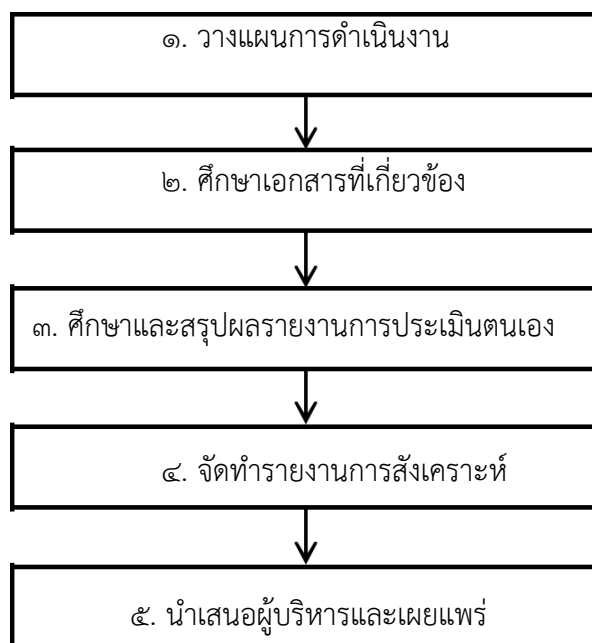 ๑. วางแผนการดำเนินงาน
๒. ศึกษาเอกสารที่เกี่ยวข้อง
๓. ศึกษาและสรุปผลรายงานการประเมินตนเอง
๔. จัดทำรายงานการสังเคราะห์
๕. นำเสนอผู้บริหารและเผยแพร่